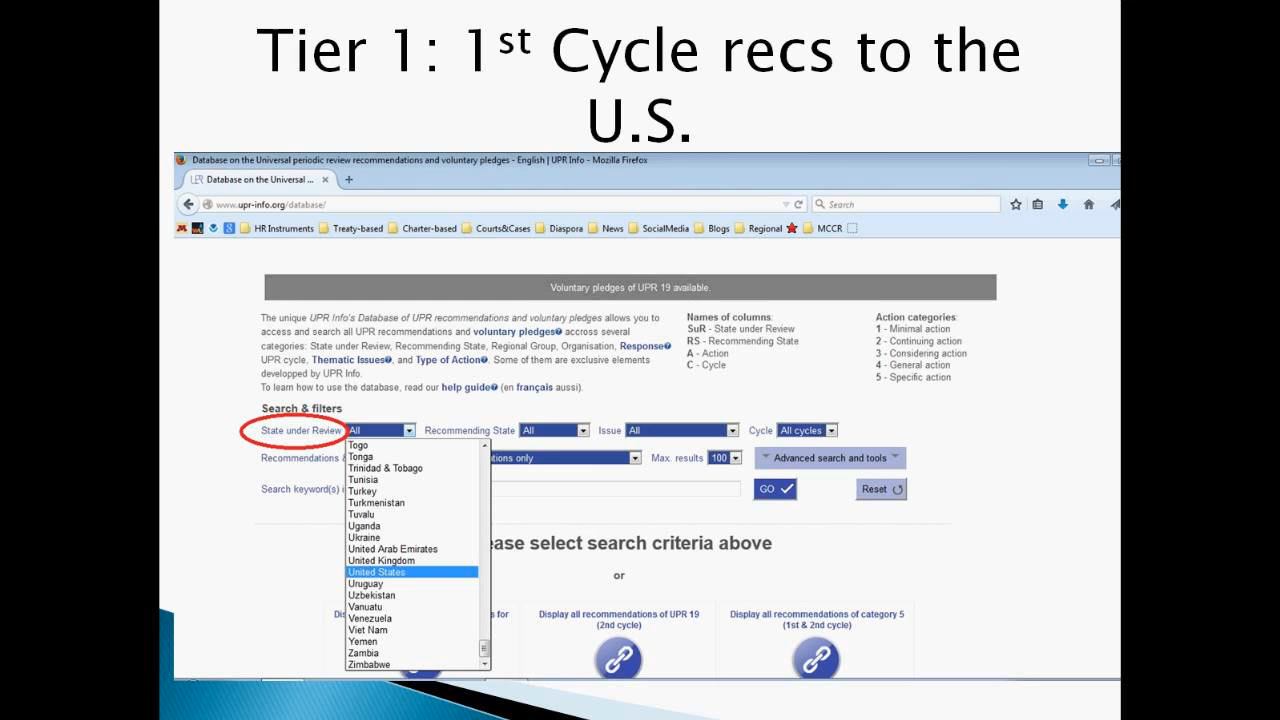 Tier 1: 1st Cycle recs to the
U.S.
Database on the Universal periodic review recommendations and voluntary pledges - English | UPR Info - Mozilla Firefox
UPR Database on the Universal ... × +
www.upr-info.org/database/ Search
HR Instruments Treaty-based Charter-based Courts&Cases Diaspora News SocialMedia Blogs Regional MCCR
Voluntary pledges of UPR 19 available.
The unique UPR Info's Database of UPR recommendations and voluntary pledges allows you to
access and search all UPR recommendations and voluntary pledges accross several
categories: State under Review, Recommending State, Regional Group, Organisation, Response
UPR cycle, Thematic Issues, and Type of Action. Some of them are exclusive elements
developped by UPR Info.
To learn how to use the database, read our help guide (en français aussi).
Names of columns:
SuR - State under Review
RS - Recommending State
A - Action
C - Cycle
Action categories:
1 - Minimal action
2 - Continuing action
3 - Considering action
4 - General action
5 - Specific action
Search & filters
State under Review All Recommending State All Issue All Cycle All cycles
Recommendations & tions only Max. results 100 Advanced search and tools
Search keyword(s) i GO Reset
Togo
Tonga
Trinidad & Tobago
Tunisia
Turkey
Turkmenistan
Tuvalu
Uganda
Ukraine
United Arab Emirates
United Kingdom
United States
Uruguay
Uzbekistan
Vanuatu
Venezuela
Viet Nam
Yemen
Zambia
Zimbabwe
ease select search criteria above
or
Dis s for
Display all recommendations of UPR 19
(2nd cycle)
Display all recommendations of category 5
(1st & 2nd cycle)